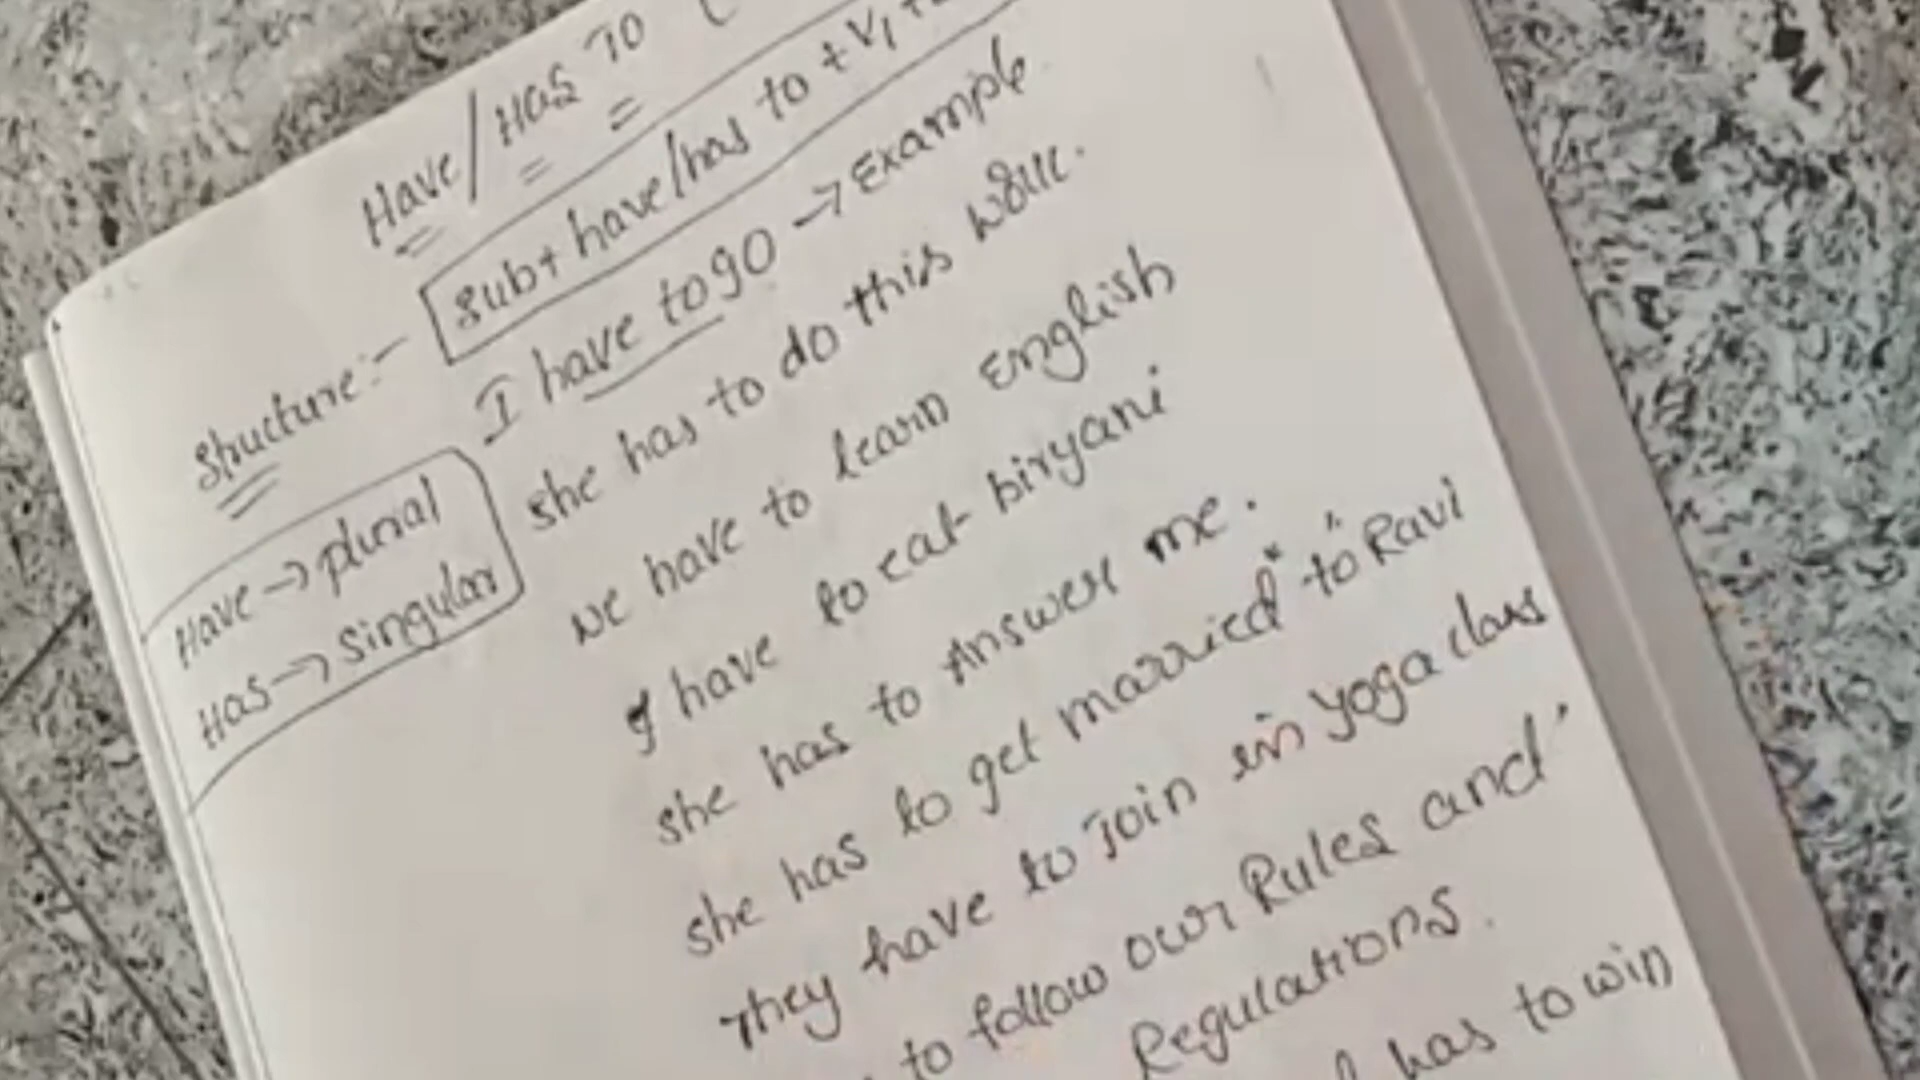 Have/Has To (
Structure:- sub+ have/has to + V1 +
I have to go → Example
she has to do this work.
Have → plural
Has → singular
we have to learn English
I have to eat biryani
she has to Answer me.
she has to get married" to "Ravi
They have to Join in yoga class
to follow our Rules and
Regulations.
has to win